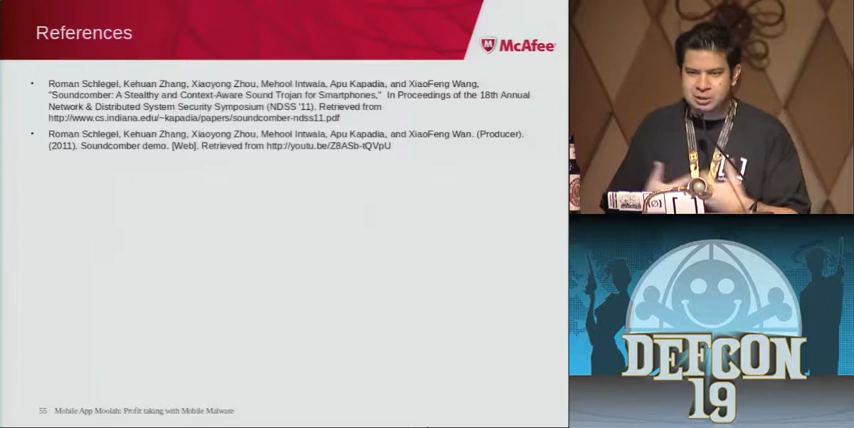 References
McAfee
• Roman Schlegel, Kehuan Zhang, Xiaoyong Zhou, Mehool Intwala, Apu Kapadia, and XiaoFeng Wang,
"Soundcomber: A Stealthy and Context-Aware Sound Trojan for Smartphones," In Proceedings of the 18th Annual
Network & Distributed System Security Symposium (NDSS '11). Retrieved from
http://www.cs.indiana.edu/~kapadia/papers/soundcomber-ndss11.pdf
• Roman Schlegel, Kehuan Zhang, Xiaoyong Zhou, Mehool Intwala, Apu Kapadia, and XiaoFeng Wan. (Producer).
(2011). Soundcomber demo. [Web]. Retrieved from http://youtu.be/Z8ASb-tQVpU
55 Mobile App Moolah: Profit taking with Mobile Malware
DEFCON
19